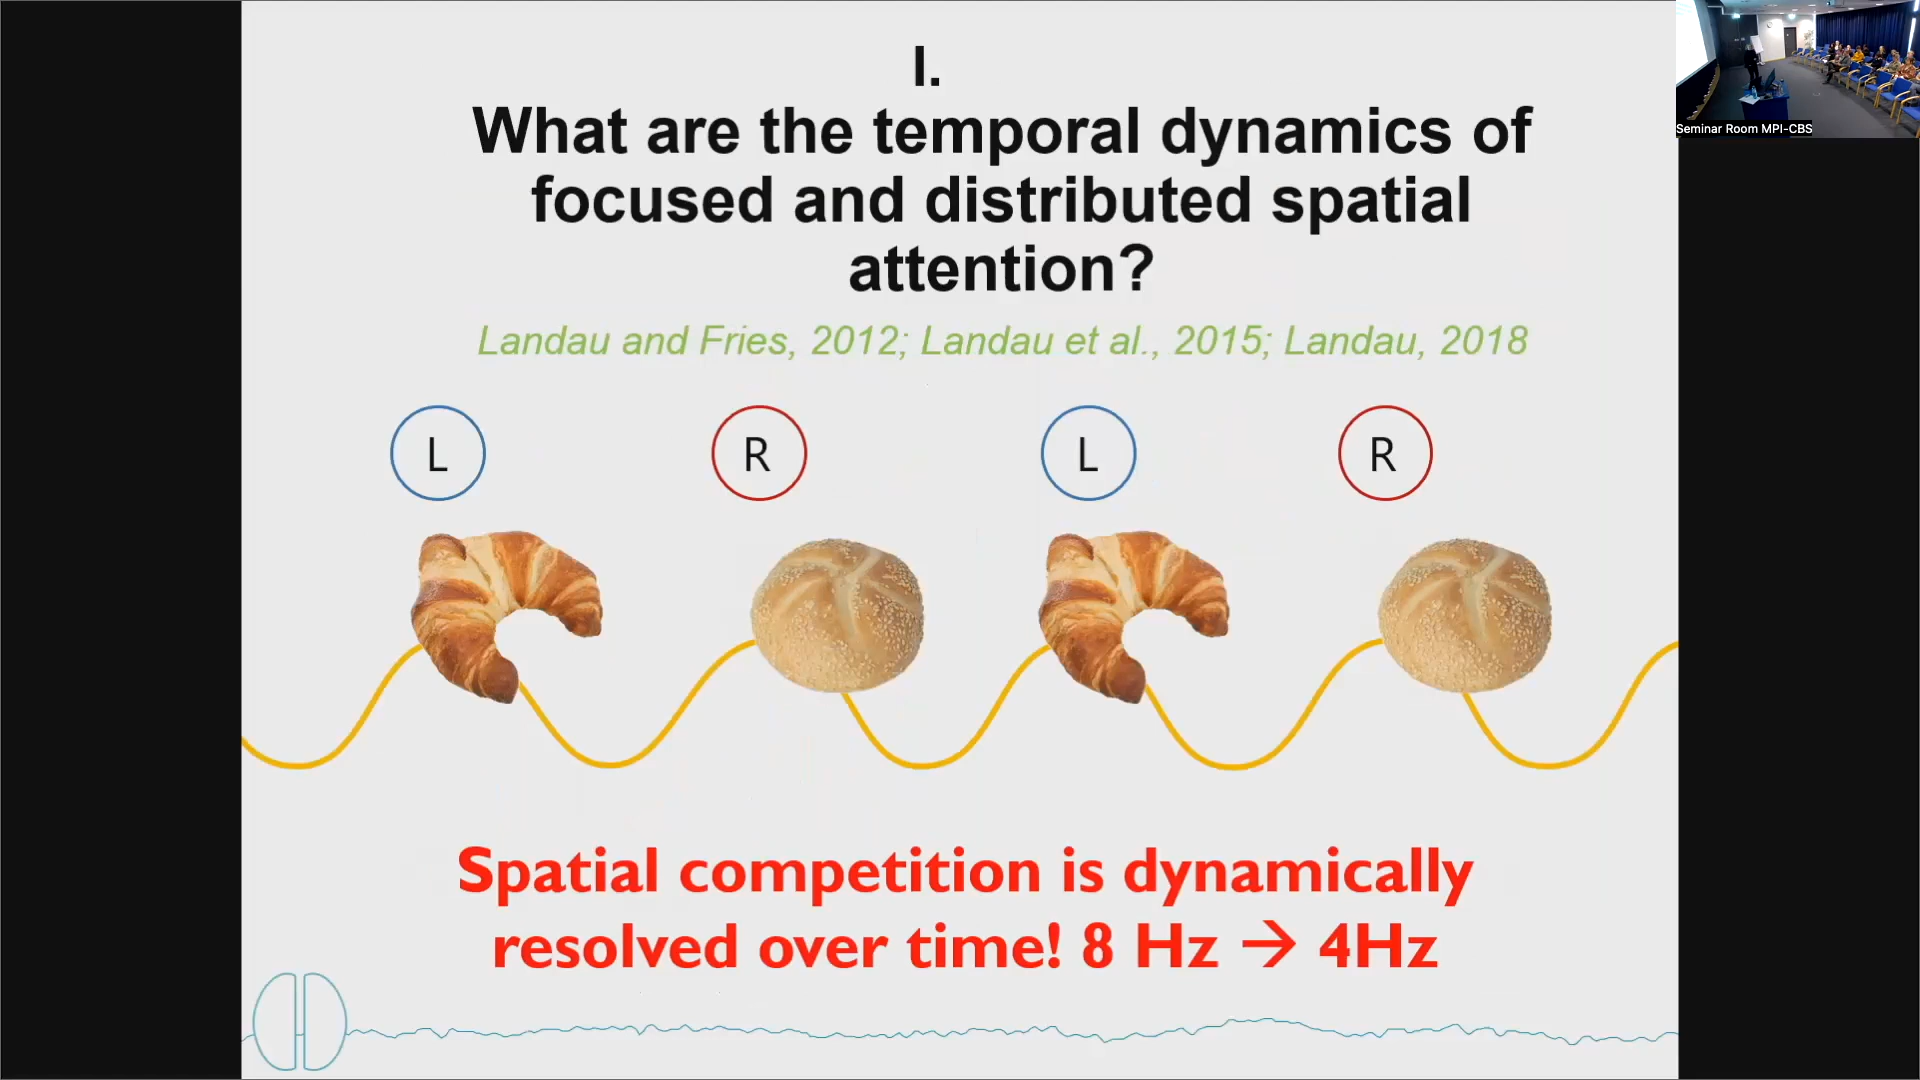 I.
What are the temporal dynamics of
focused and distributed spatial
attention?
Landau and Fries, 2012; Landau et al., 2015; Landau, 2018
L
R
L
R
Spatial competition is dynamically
resolved over time! 8 Hz → 4Hz
Seminar Room MPI-CBS